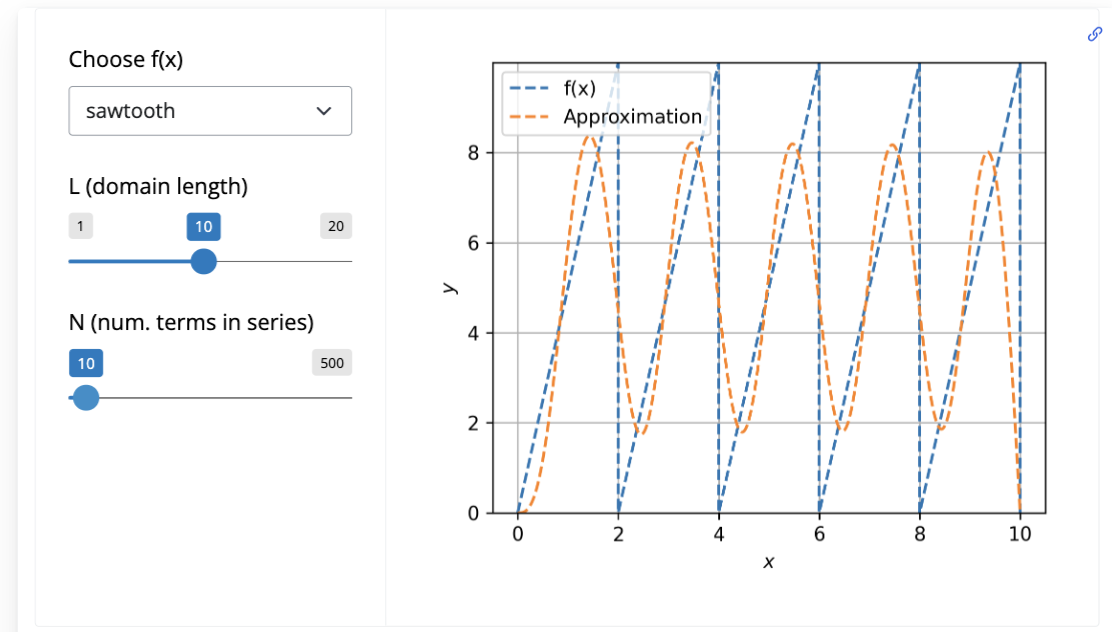 Choose f(x)
sawtooth
L (domain length)
1 10 20
N (num. terms in series)
10 500
f(x)
Approximation
8
6
4
2
0
y
0 2 4 6 8 10
x